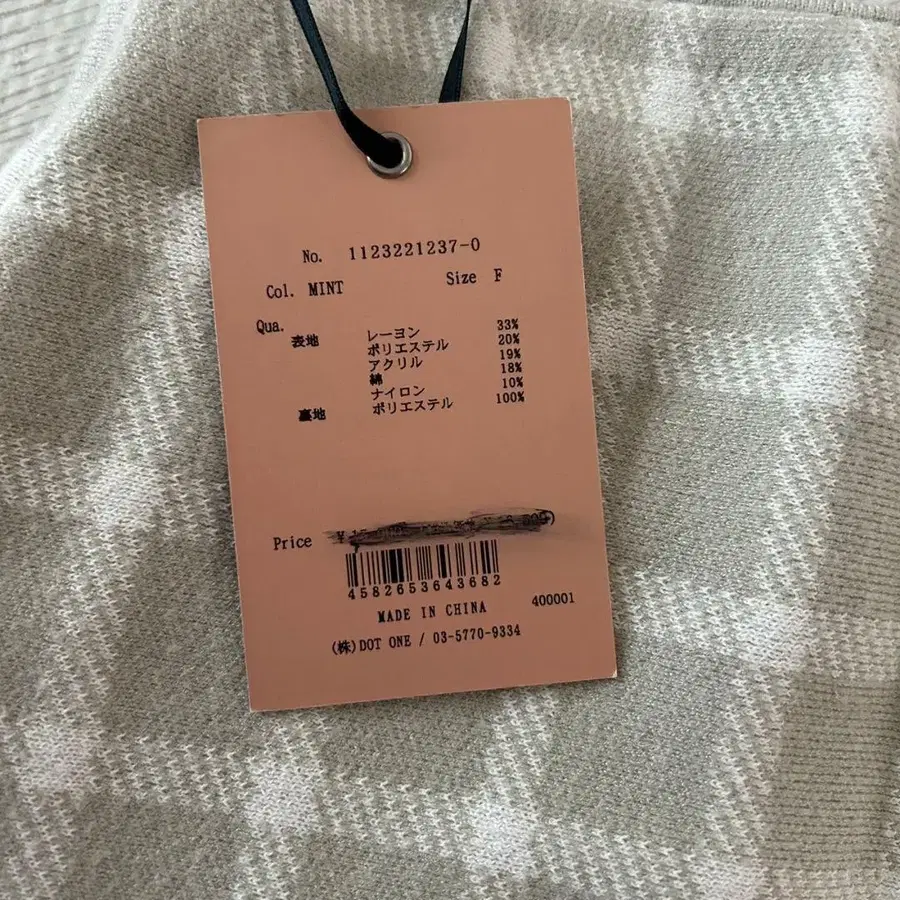 No. 1123221237-0
Col. MINT Size F
Qua.
表地 レーヨン 33%
ポリエステル 20%
アクリル 19%
綿 18%
ナイロン 10%
裏地 ポリエステル 100%
Price ¥
4582653643682
MADE IN CHINA 400001
(株)DOT ONE / 03-5770-9334